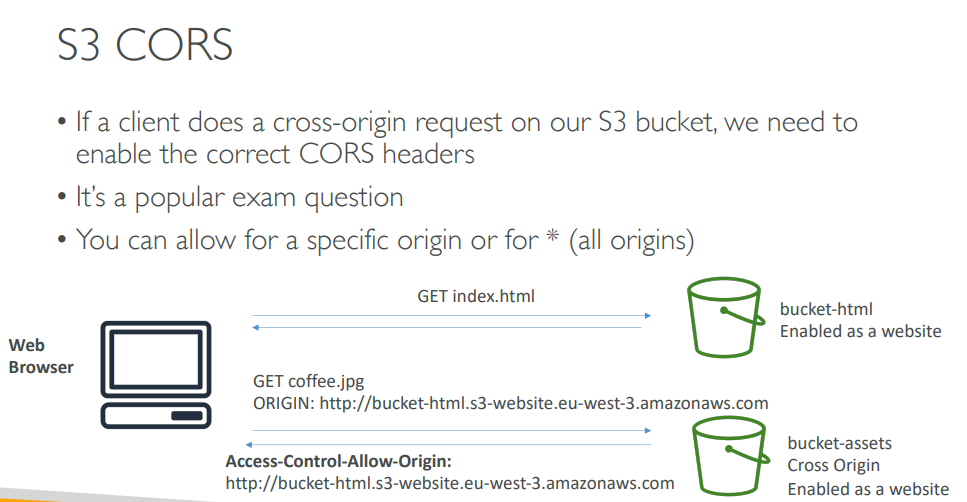 S3 CORS
• If a client does a cross-origin request on our S3 bucket, we need to
enable the correct CORS headers
• It's a popular exam question
• You can allow for a specific origin or for * (all origins)
GET index.html
bucket-html
Enabled as a website
Web
Browser
GET coffee.jpg
ORIGIN: http://bucket-html.s3-website.eu-west-3.amazonaws.com
bucket-assets
Cross Origin
Enabled as a website
Access-Control-Allow-Origin:
http://bucket-html.s3-website.eu-west-3.amazonaws.com